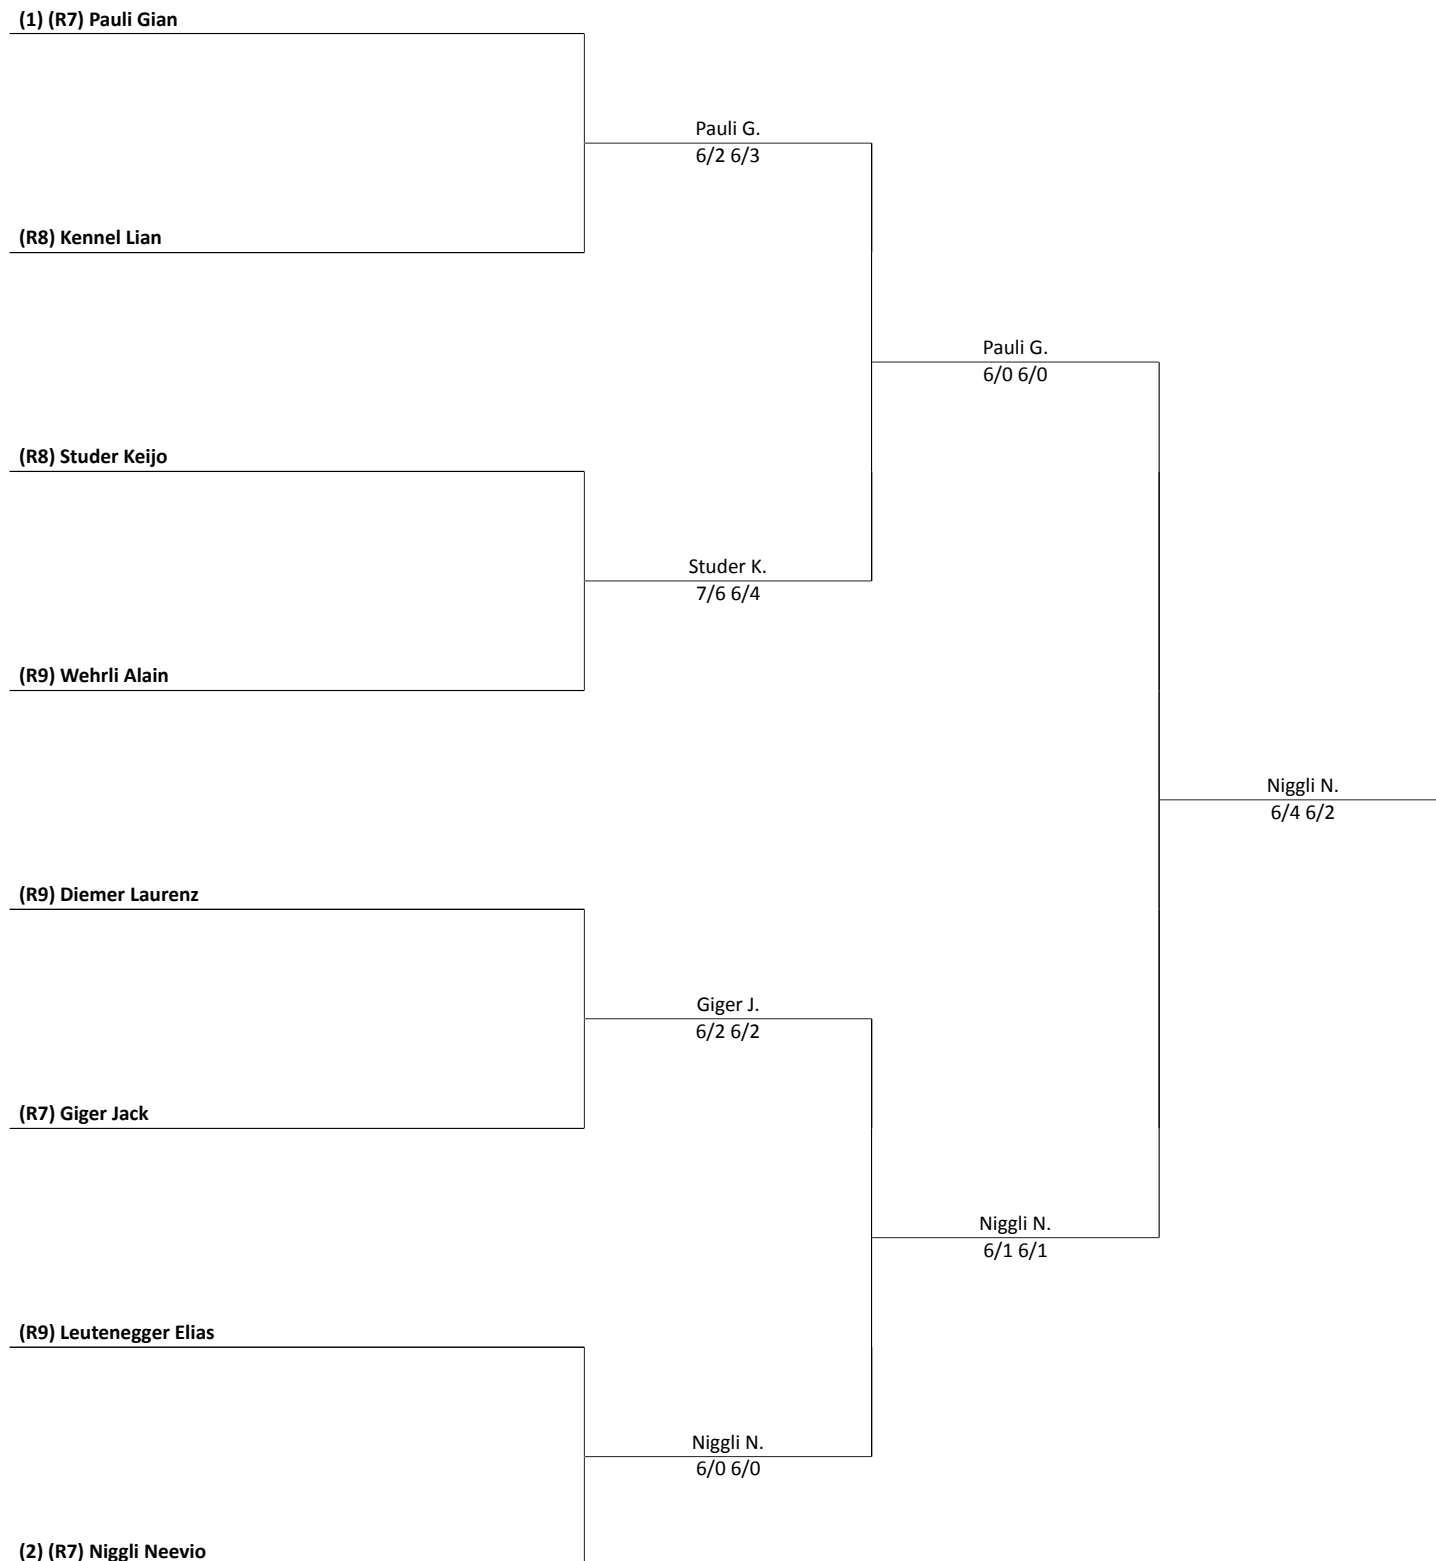 (1) (R7) Pauli Gian
Pauli G.
6/2 6/3
(R8) Kennel Lian
Pauli G.
6/0 6/0
(R8) Studer Keijo
Studer K.
7/6 6/4
(R9) Wehrli Alain
Niggli N.
6/4 6/2
(R9) Diemer Laurenz
Giger J.
6/2 6/2
(R7) Giger Jack
Niggli N.
6/1 6/1
(R9) Leutenegger Elias
Niggli N.
6/0 6/0
(2) (R7) Niggli Neevio